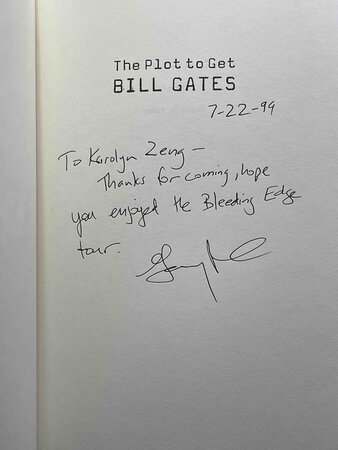 The Plot to Get
BILL GATES
7-22-99
To Karolyn Zeng —
Thanks for coming, hope
you enjoyed the Bleeding Edge
tour.